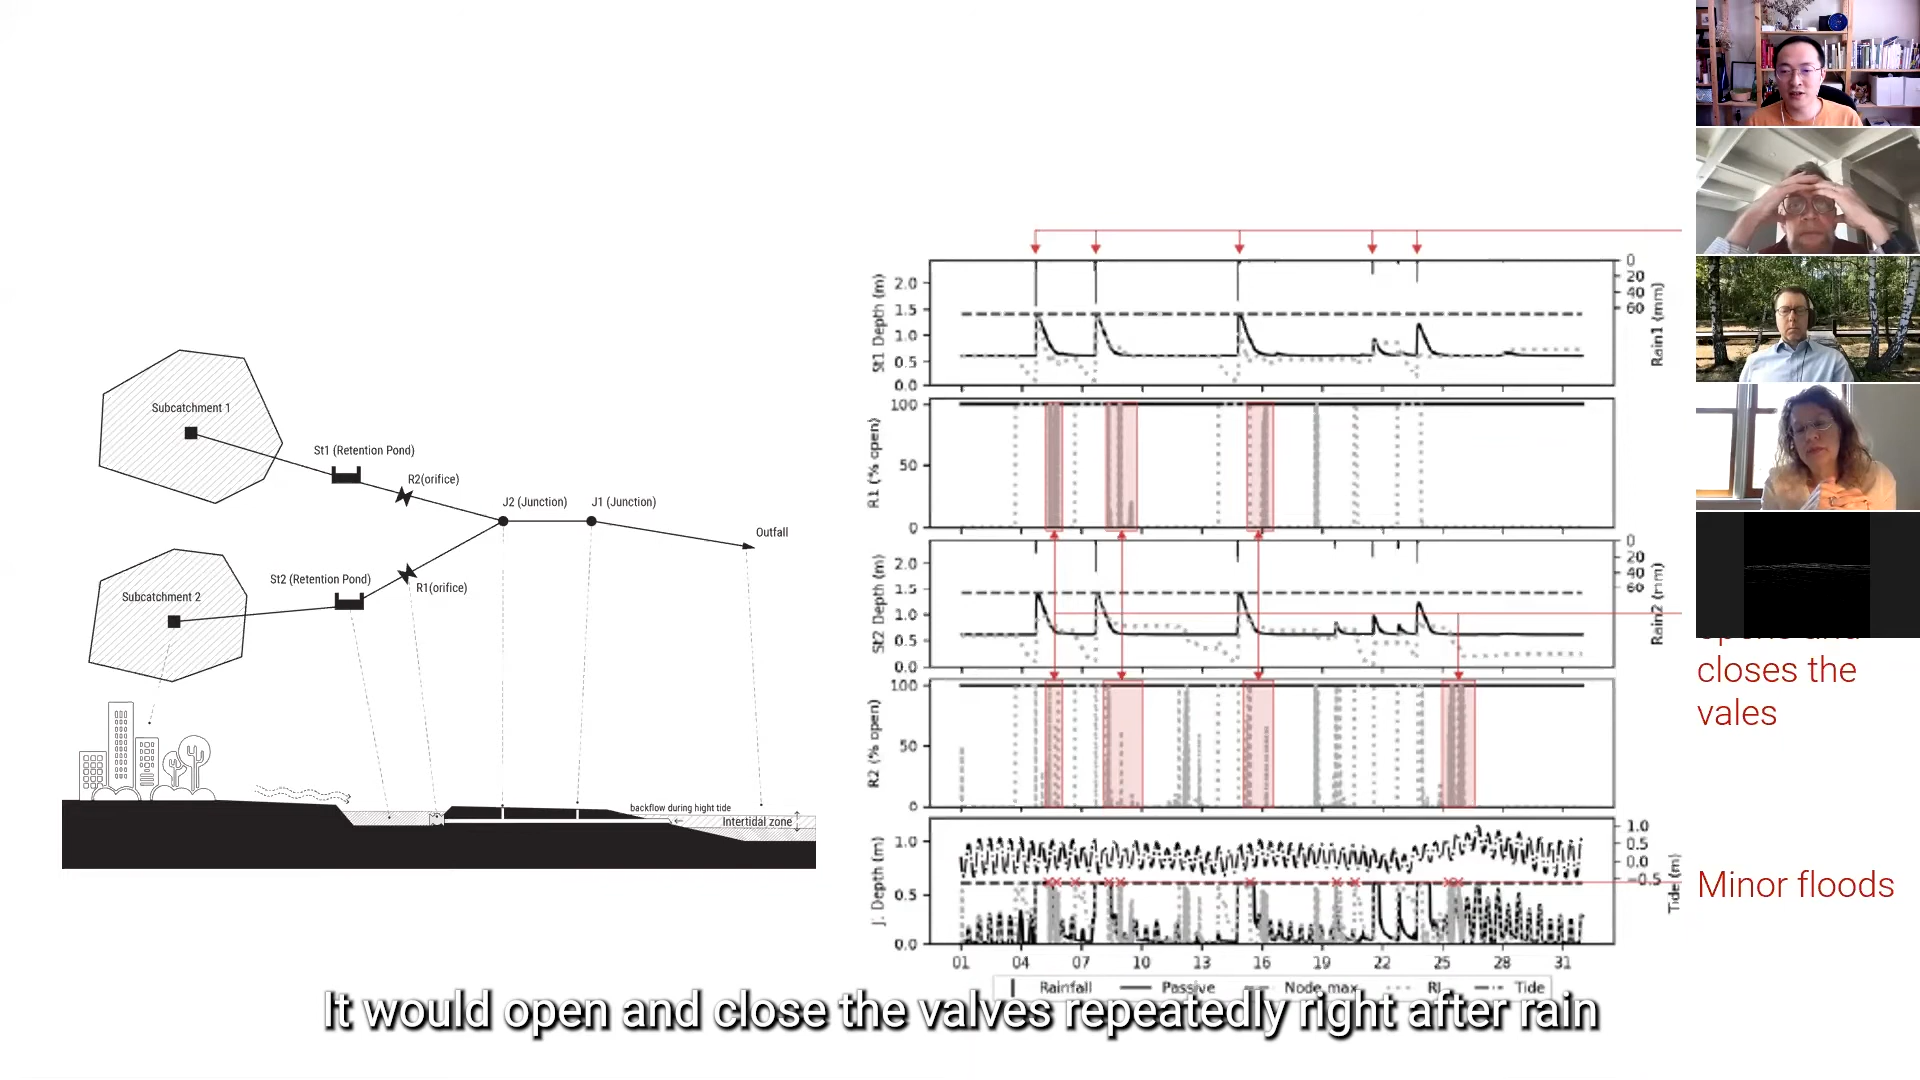 Subcatchment 1
St1 (Retention Pond)
R2(orifice)
J2 (Junction)
J1 (Junction)
Outfall
Subcatchment 2
St2 (Retention Pond)
R1(orifice)
backflow during hight tide
Intertidal zone
St1 Depth (m)
2.0
1.5
1.0
0.5
0.0
0
20
40
60
Rain1 (mm)
R1 (% open)
100
50
0
St2 Depth (m)
2.0
1.5
1.0
0.5
0.0
0
20
40
60
Rain2 (mm)
R2 (% open)
100
50
0
J1 Depth (m)
1.0
0.5
0.0
1.0
0.5
0.0
−0.5
Tide (m)
01 04 07 10 13 16 19 22 25 28 31
Rainfall Passive Node max RL Tide
closes the
vales
Minor floods
It would open and close the valves repeatedly right after rain